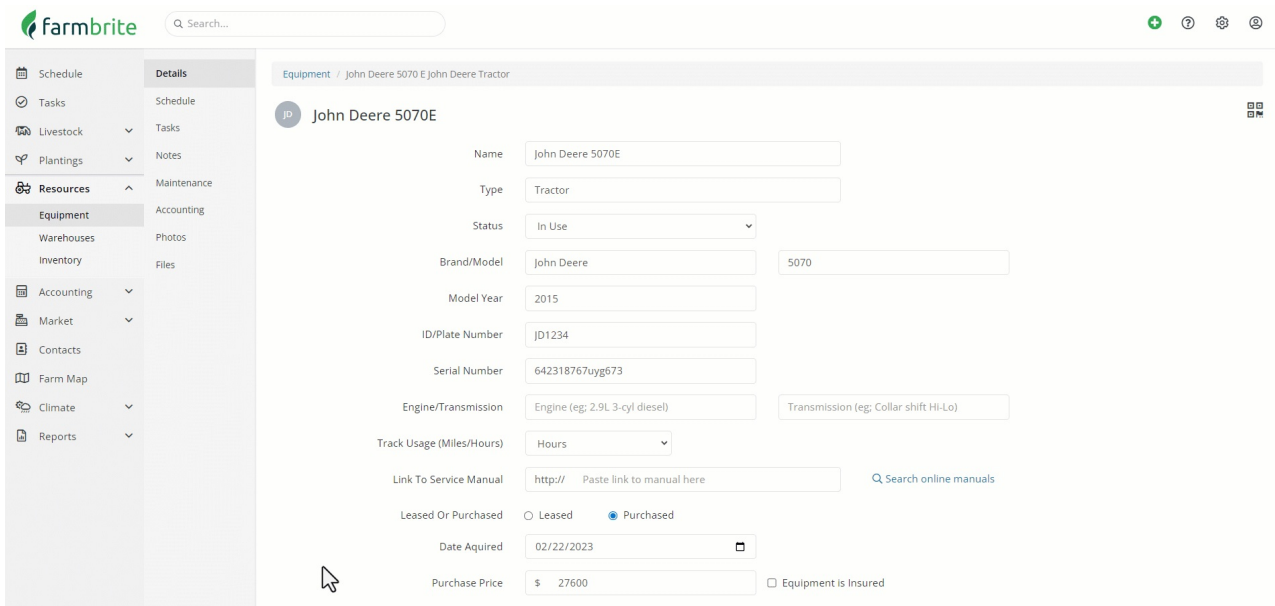 farmbrite
Search...
Schedule
Tasks
Livestock
Plantings
Resources
Equipment
Warehouses
Inventory
Accounting
Market
Contacts
Farm Map
Climate
Reports
Details
Schedule
Tasks
Notes
Maintenance
Accounting
Photos
Files
Equipment / John Deere 5070 E John Deere Tractor
JD John Deere 5070E
Name John Deere 5070E
Type Tractor
Status In Use
Brand/Model John Deere 5070
Model Year 2015
ID/Plate Number JD1234
Serial Number 642318767uyg673
Engine/Transmission Engine (eg; 2.9L 3-cyl diesel) Transmission (eg; Collar shift Hi-Lo)
Track Usage (Miles/Hours) Hours
Link To Service Manual http:// Paste link to manual here Search online manuals
Leased Or Purchased Leased Purchased
Date Aquired 02/22/2023
Purchase Price $ 27600 Equipment is Insured